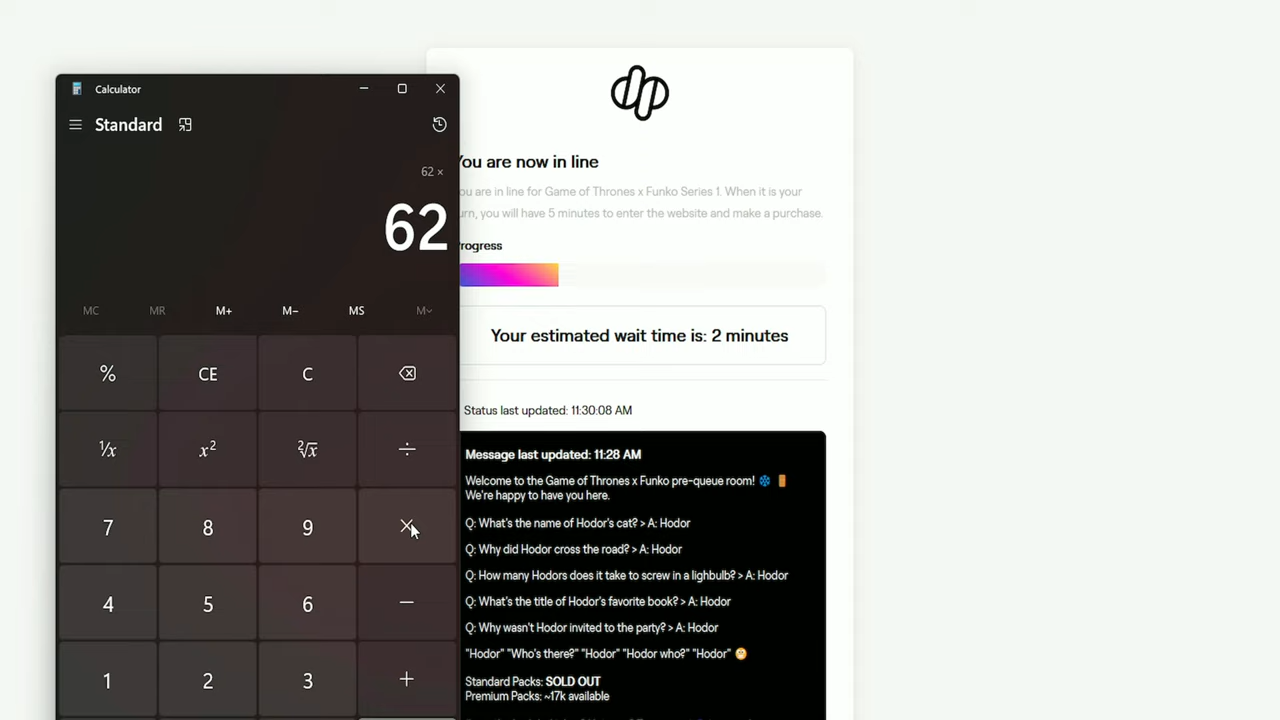 Calculator
Standard
62 ×
62
MC MR M+ M− MS M˅
% CE C
¹⁄x x² ²√x ÷
7 8 9 ×
4 5 6 −
1 2 3 +
You are now in line
You are in line for Game of Thrones x Funko Series 1. When it is your
turn, you will have 5 minutes to enter the website and make a purchase.
Progress
Your estimated wait time is: 2 minutes
Status last updated: 11:30:08 AM
Message last updated: 11:28 AM
Welcome to the Game of Thrones x Funko pre-queue room! ❄️ 🚪
We're happy to have you here.
Q: What's the name of Hodor's cat? > A: Hodor
Q: Why did Hodor cross the road? > A: Hodor
Q: How many Hodors does it take to screw in a lighbulb? > A: Hodor
Q: What's the title of Hodor's favorite book? > A: Hodor
Q: Why wasn't Hodor invited to the party? > A: Hodor
"Hodor" "Who's there?" "Hodor" "Hodor who?" "Hodor" 😬
Standard Packs: SOLD OUT
Premium Packs: ~17k available